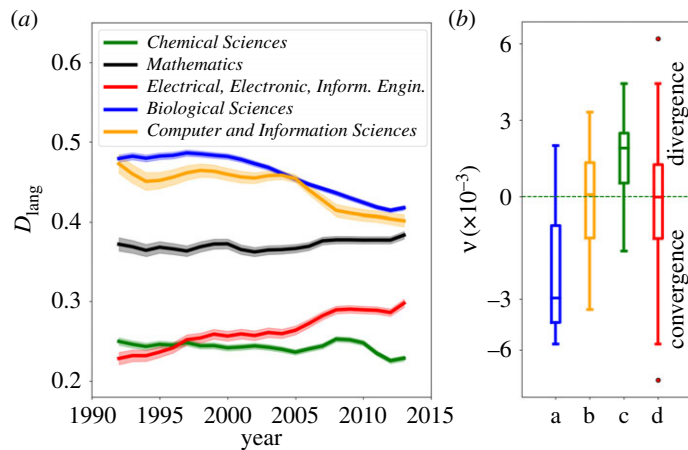 (a)
0.6
0.5
0.4
0.3
0.2
D_lang
Chemical Sciences
Mathematics
Electrical, Electronic, Inform. Engin.
Biological Sciences
Computer and Information Sciences
1990 1995 2000 2005 2010 2015
year
(b)
6
3
0
−3
−6
ν (×10⁻³)
divergence
convergence
a b c d